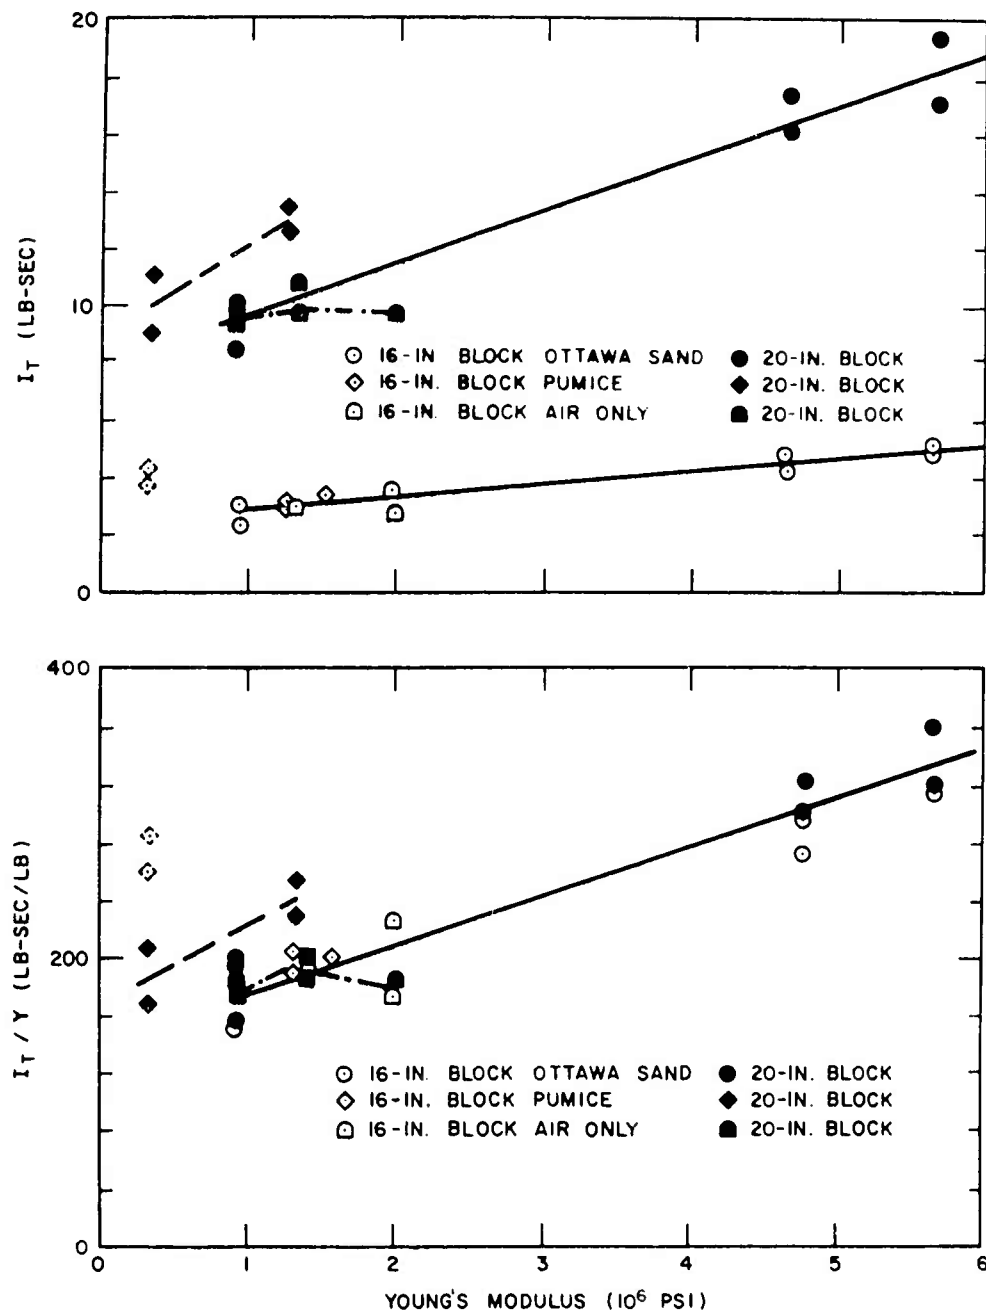 20
10
0
I_T (LB-SEC)
16-IN BLOCK OTTAWA SAND 20-IN. BLOCK
16-IN. BLOCK PUMICE 20-IN. BLOCK
16-IN. BLOCK AIR ONLY 20-IN. BLOCK
400
200
0
I_T / Y (LB-SEC/LB)
16-IN. BLOCK OTTAWA SAND 20-IN. BLOCK
16-IN. BLOCK PUMICE 20-IN. BLOCK
16-IN. BLOCK AIR ONLY 20-IN. BLOCK
0 1 2 3 4 5 6
YOUNG'S MODULUS (10⁶ PSI)